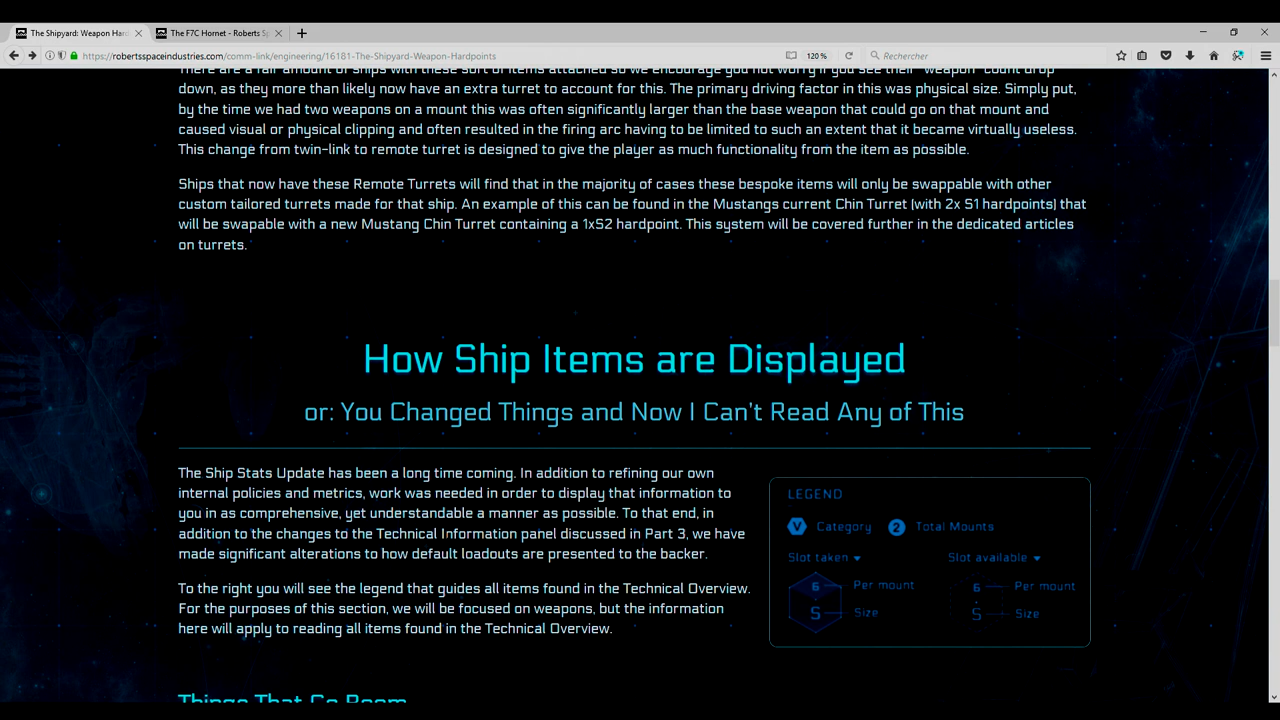 The Shipyard: Weapon Hard
The F7C Hornet - Roberts Sp
https://robertsspaceindustries.com/comm-link/engineering/16181-The-Shipyard-Weapon-Hardpoints
120 %
Rechercher
There are a fair amount of ships with these sort of items attached so we encourage you not worry if you see their "weapon" count drop
down, as they more than likely now have an extra turret to account for this. The primary driving factor in this was physical size. Simply put,
by the time we had two weapons on a mount this was often significantly larger than the base weapon that could go on that mount and
caused visual or physical clipping and often resulted in the firing arc having to be limited to such an extent that it became virtually useless.
This change from twin-link to remote turret is designed to give the player as much functionality from the item as possible.
Ships that now have these Remote Turrets will find that in the majority of cases these bespoke items will only be swappable with other
custom tailored turrets made for that ship. An example of this can be found in the Mustangs current Chin Turret (with 2x S1 hardpoints) that
will be swapable with a new Mustang Chin Turret containing a 1xS2 hardpoint. This system will be covered further in the dedicated articles
on turrets.
How Ship Items are Displayed
or: You Changed Things and Now I Can't Read Any of This
The Ship Stats Update has been a long time coming. In addition to refining our own
internal policies and metrics, work was needed in order to display that information to
you in as comprehensive, yet understandable a manner as possible. To that end, in
addition to the changes to the Technical Information panel discussed in Part 3, we have
made significant alterations to how default loadouts are presented to the backer.
To the right you will see the legend that guides all items found in the Technical Overview.
For the purposes of this section, we will be focused on weapons, but the information
here will apply to reading all items found in the Technical Overview.
LEGEND
V Category 2 Total Mounts
Slot taken Slot available
6 Per mount 6 Per mount
S Size S Size
Things That Go Boom